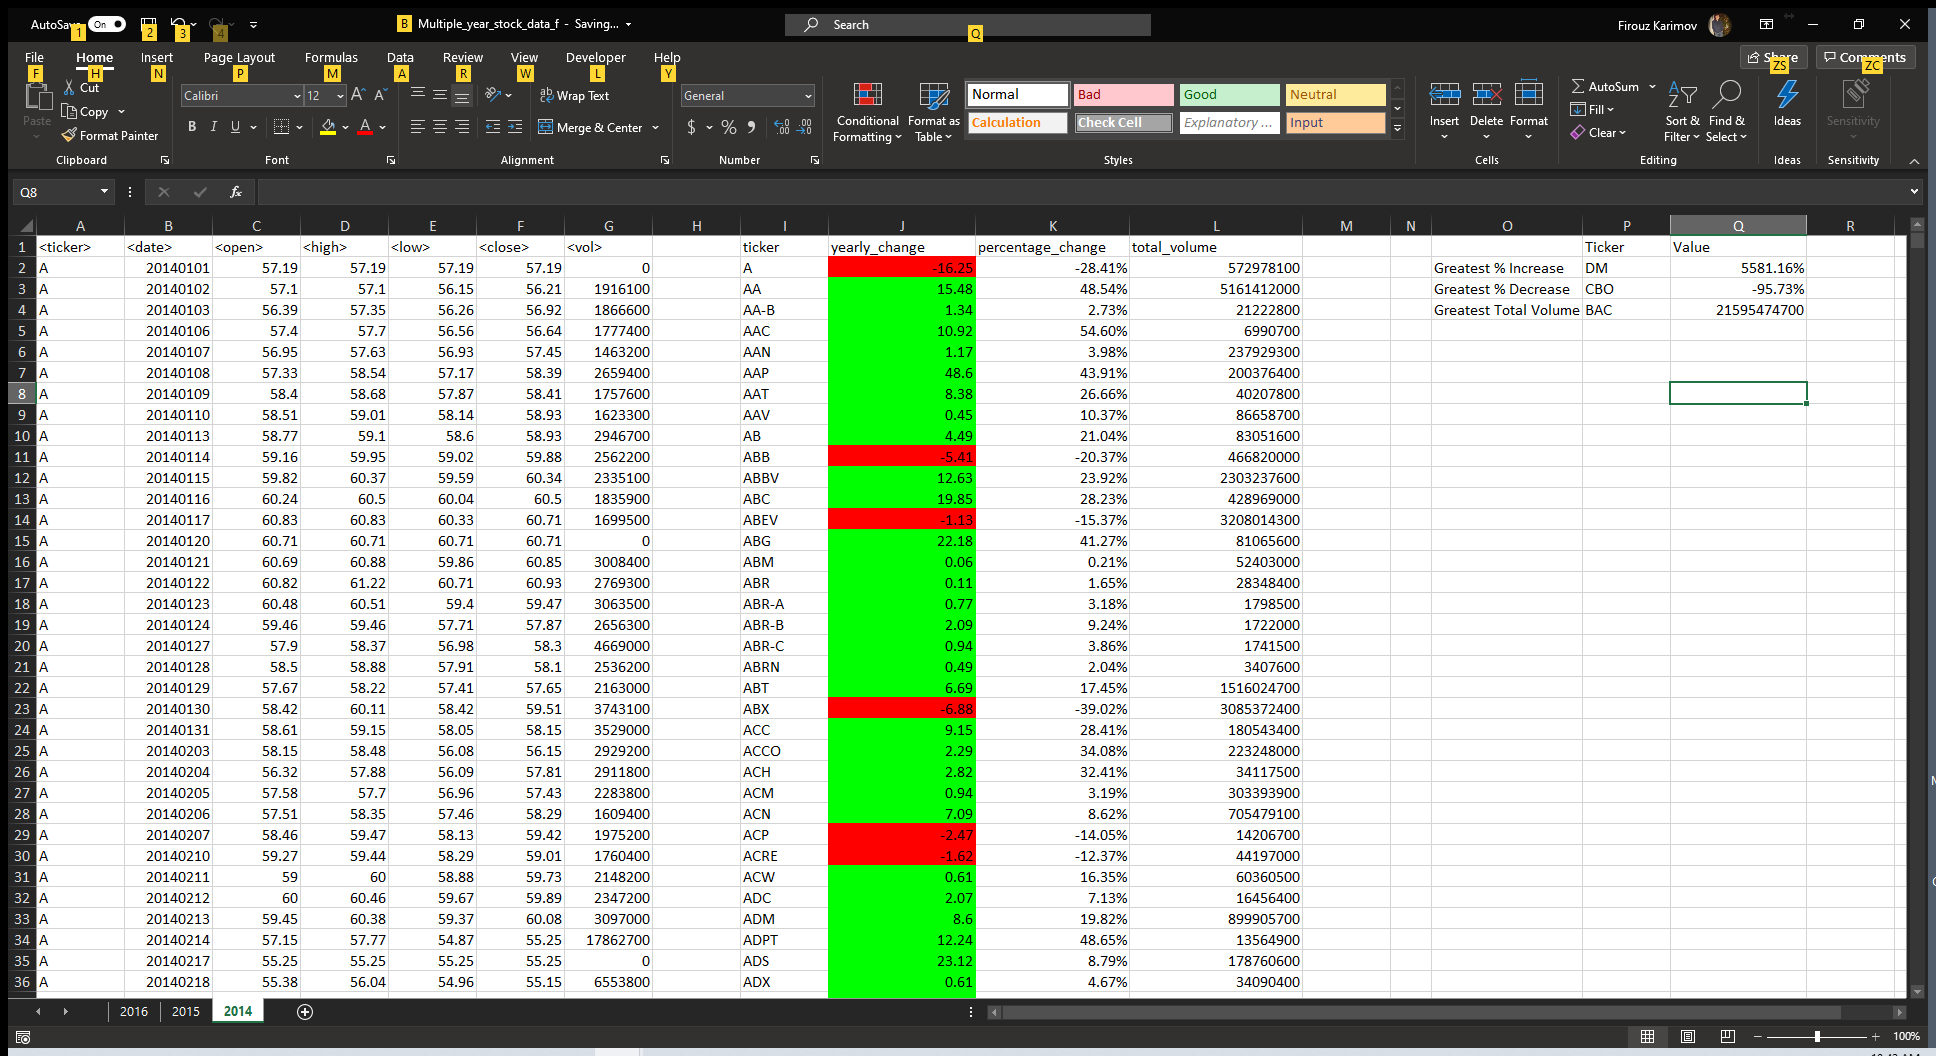 AutoSave On 1 2 3 4 B Multiple_year_stock_data_f - Saving... Search Q Firouz Karimov
File Home Insert Page Layout Formulas Data Review View Developer Help Share Comments
F H N P M A R W L Y ZS ZC
Paste Cut Copy Format Painter Calibri 12 A A Wrap Text General Conditional Formatting Format as Table Normal Bad Good Neutral Insert Delete Format AutoSum Fill Clear Sort & Filter Find & Select Ideas Sensitivity
B I U A Merge & Center $ % Calculation Check Cell Explanatory ... Input
Clipboard Font Alignment Number Styles Cells Editing Ideas Sensitivity
Q8 fx
A B C D E F G H I J K L M N O P Q R
1 <ticker> <date> <open> <high> <low> <close> <vol> ticker yearly_change percentage_change total_volume Ticker Value
2 A 20140101 57.19 57.19 57.19 57.19 0 A -16.25 -28.41% 572978100 Greatest % Increase DM 5581.16%
3 A 20140102 57.1 57.1 56.15 56.21 1916100 AA 15.48 48.54% 5161412000 Greatest % Decrease CBO -95.73%
4 A 20140103 56.39 57.35 56.26 56.92 1866600 AA-B 1.34 2.73% 21222800 Greatest Total Volume BAC 21595474700
5 A 20140106 57.4 57.7 56.56 56.64 1777400 AAC 10.92 54.60% 6990700
6 A 20140107 56.95 57.63 56.93 57.45 1463200 AAN 1.17 3.98% 237929300
7 A 20140108 57.33 58.54 57.17 58.39 2659400 AAP 48.6 43.91% 200376400
8 A 20140109 58.4 58.68 57.87 58.41 1757600 AAT 8.38 26.66% 40207800
9 A 20140110 58.51 59.01 58.14 58.93 1623300 AAV 0.45 10.37% 86658700
10 A 20140113 58.77 59.1 58.6 58.93 2946700 AB 4.49 21.04% 83051600
11 A 20140114 59.16 59.95 59.02 59.88 2562200 ABB -5.41 -20.37% 466820000
12 A 20140115 59.82 60.37 59.59 60.34 2335100 ABBV 12.63 23.92% 2303237600
13 A 20140116 60.24 60.5 60.04 60.5 1835900 ABC 19.85 28.23% 428969000
14 A 20140117 60.83 60.83 60.33 60.71 1699500 ABEV -1.13 -15.37% 3208014300
15 A 20140120 60.71 60.71 60.71 60.71 0 ABG 22.18 41.27% 81065600
16 A 20140121 60.69 60.88 59.86 60.85 3008400 ABM 0.06 0.21% 52403000
17 A 20140122 60.82 61.22 60.71 60.93 2769300 ABR 0.11 1.65% 28348400
18 A 20140123 60.48 60.51 59.4 59.47 3063500 ABR-A 0.77 3.18% 1798500
19 A 20140124 59.46 59.46 57.71 57.87 2656300 ABR-B 2.09 9.24% 1722000
20 A 20140127 57.9 58.37 56.98 58.3 4669000 ABR-C 0.94 3.86% 1741500
21 A 20140128 58.5 58.88 57.91 58.1 2536200 ABRN 0.49 2.04% 3407600
22 A 20140129 57.67 58.22 57.41 57.65 2163000 ABT 6.69 17.45% 1516024700
23 A 20140130 58.42 60.11 58.42 59.51 3743100 ABX -6.88 -39.02% 3085372400
24 A 20140131 58.61 59.15 58.05 58.15 3529000 ACC 9.15 28.41% 180543400
25 A 20140203 58.15 58.48 56.08 56.15 2929200 ACCO 2.29 34.08% 223248000
26 A 20140204 56.32 57.88 56.09 57.81 2911800 ACH 2.82 32.41% 34117500
27 A 20140205 57.58 57.7 56.96 57.43 2283800 ACM 0.94 3.19% 303393900
28 A 20140206 57.51 58.35 57.46 58.29 1609400 ACN 7.09 8.62% 705479100
29 A 20140207 58.46 59.47 58.13 59.42 1975200 ACP -2.47 -14.05% 14206700
30 A 20140210 59.27 59.44 58.29 59.01 1760400 ACRE -1.62 -12.37% 44197000
31 A 20140211 59 60 58.88 59.73 2148200 ACW 0.61 16.35% 60360500
32 A 20140212 60 60.46 59.67 59.89 2347200 ADC 2.07 7.13% 16456400
33 A 20140213 59.45 60.38 59.37 60.08 3097000 ADM 8.6 19.82% 899905700
34 A 20140214 57.15 57.77 54.87 55.25 17862700 ADPT 12.24 48.65% 13564900
35 A 20140217 55.25 55.25 55.25 55.25 0 ADS 23.12 8.79% 178760600
36 A 20140218 55.38 56.04 54.96 55.15 6553800 ADX 0.61 4.67% 34090400
2016 2015 2014
100%